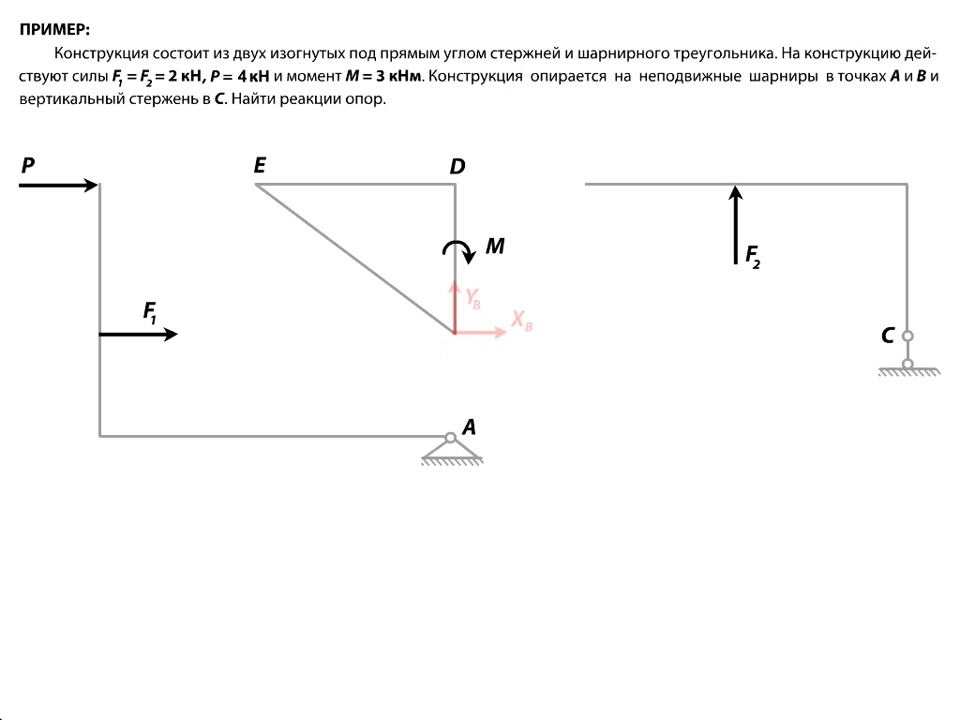 ПРИМЕР:
Конструкция состоит из двух изогнутых под прямым углом стержней и шарнирного треугольника. На конструкцию дей-
ствуют силы F₁ = F₂ = 2 кН, P = 4 кН и момент M = 3 кНм. Конструкция опирается на неподвижные шарниры в точках A и B и
вертикальный стержень в C. Найти реакции опор.
P
E
D
M
F₂
Y_B
F₁
X_B
C
A